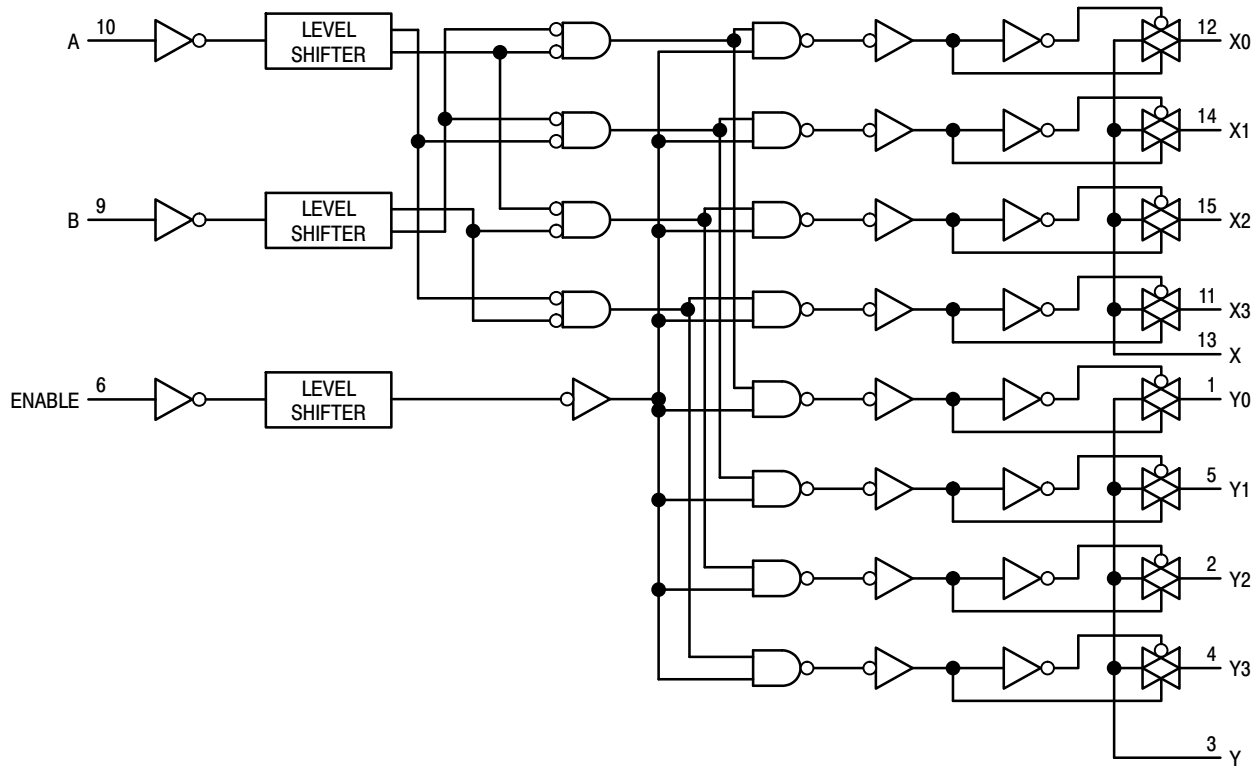 A 10
LEVEL
SHIFTER
12 X0
14 X1
B 9
LEVEL
SHIFTER
15 X2
11 X3
13 X
ENABLE 6
LEVEL
SHIFTER
1 Y0
5 Y1
2 Y2
4 Y3
3 Y